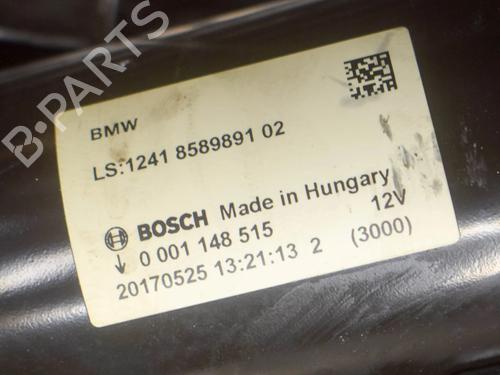 B-PARTS
BMW
LS:1241 8589891 02
BOSCH Made in Hungary
0 001 148 515 12V
20170525 13:21:13 2 (3000)